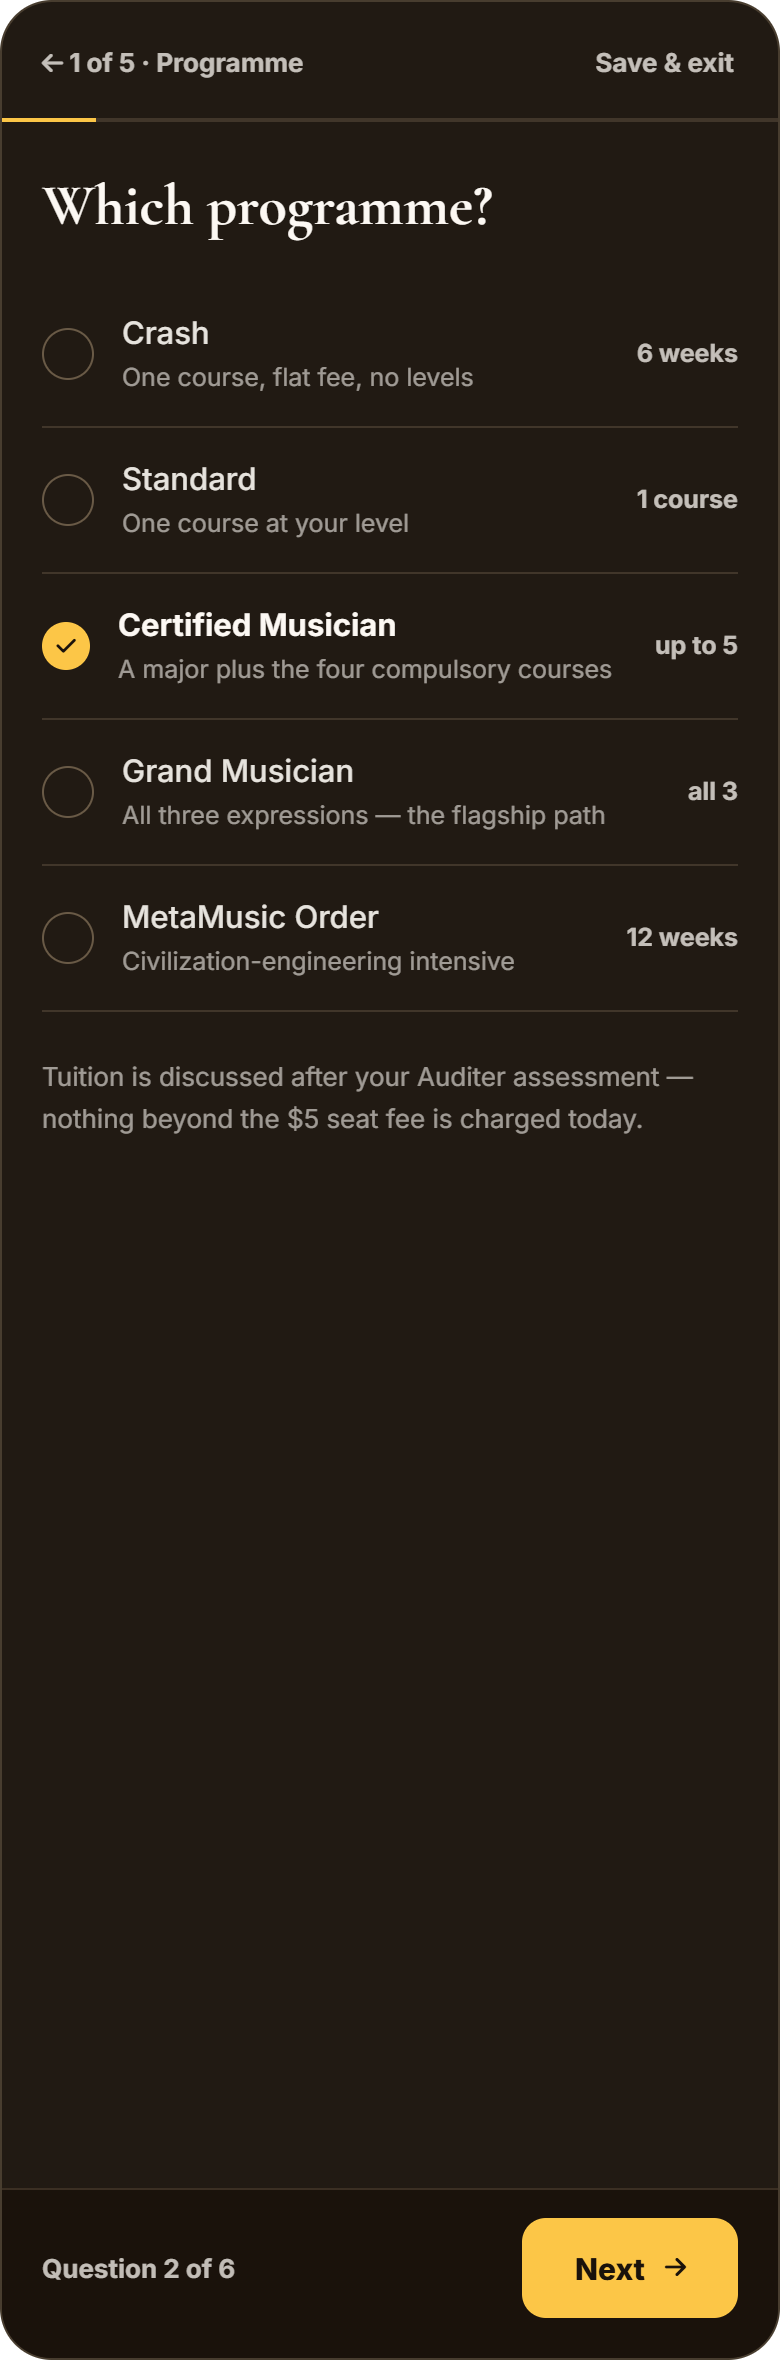 ← 1 of 5 · Programme
Save & exit
Which programme?
Crash
One course, flat fee, no levels
6 weeks
Standard
One course at your level
1 course
Certified Musician
A major plus the four compulsory courses
up to 5
Grand Musician
All three expressions — the flagship path
all 3
MetaMusic Order
Civilization-engineering intensive
12 weeks
Tuition is discussed after your Auditer assessment —
nothing beyond the $5 seat fee is charged today.
Question 2 of 6
Next →